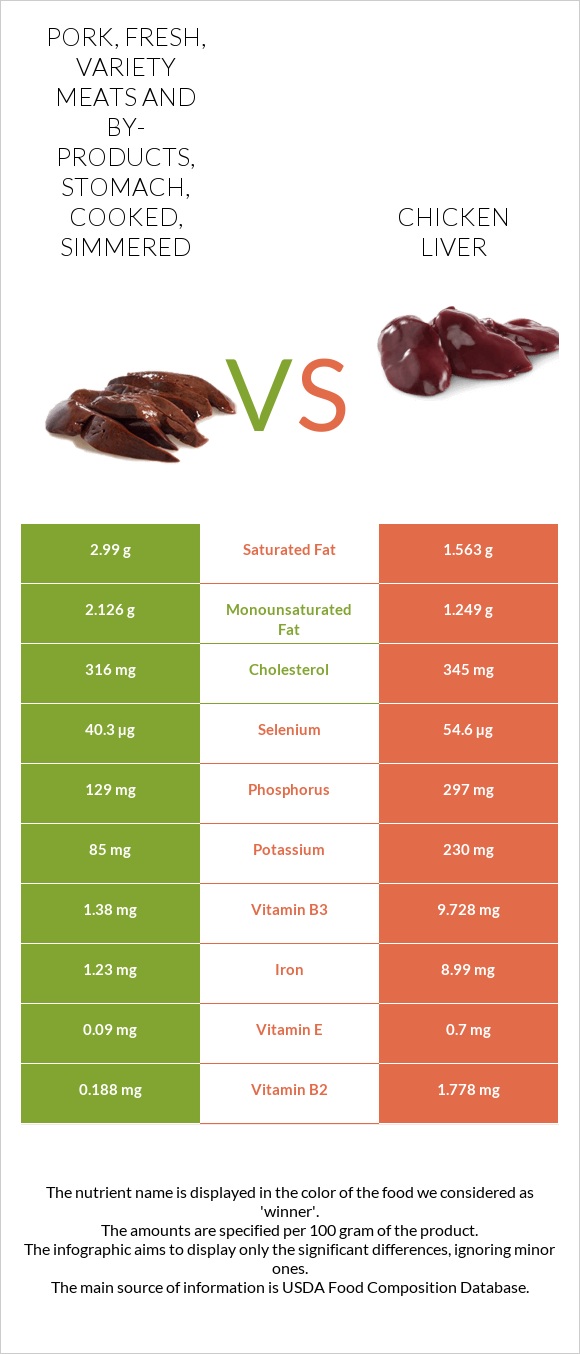 PORK, FRESH,
VARIETY
MEATS AND
BY-
PRODUCTS,
STOMACH,
COOKED,
SIMMERED
CHICKEN
LIVER
VS
2.99 g Saturated Fat 1.563 g
2.126 g Monounsaturated 1.249 g
Fat
316 mg Cholesterol 345 mg
40.3 µg Selenium 54.6 µg
129 mg Phosphorus 297 mg
85 mg Potassium 230 mg
1.38 mg Vitamin B3 9.728 mg
1.23 mg Iron 8.99 mg
0.09 mg Vitamin E 0.7 mg
0.188 mg Vitamin B2 1.778 mg
The nutrient name is displayed in the color of the food we considered as
'winner'.
The amounts are specified per 100 gram of the product.
The infographic aims to display only the significant differences, ignoring minor
ones.
The main source of information is USDA Food Composition Database.